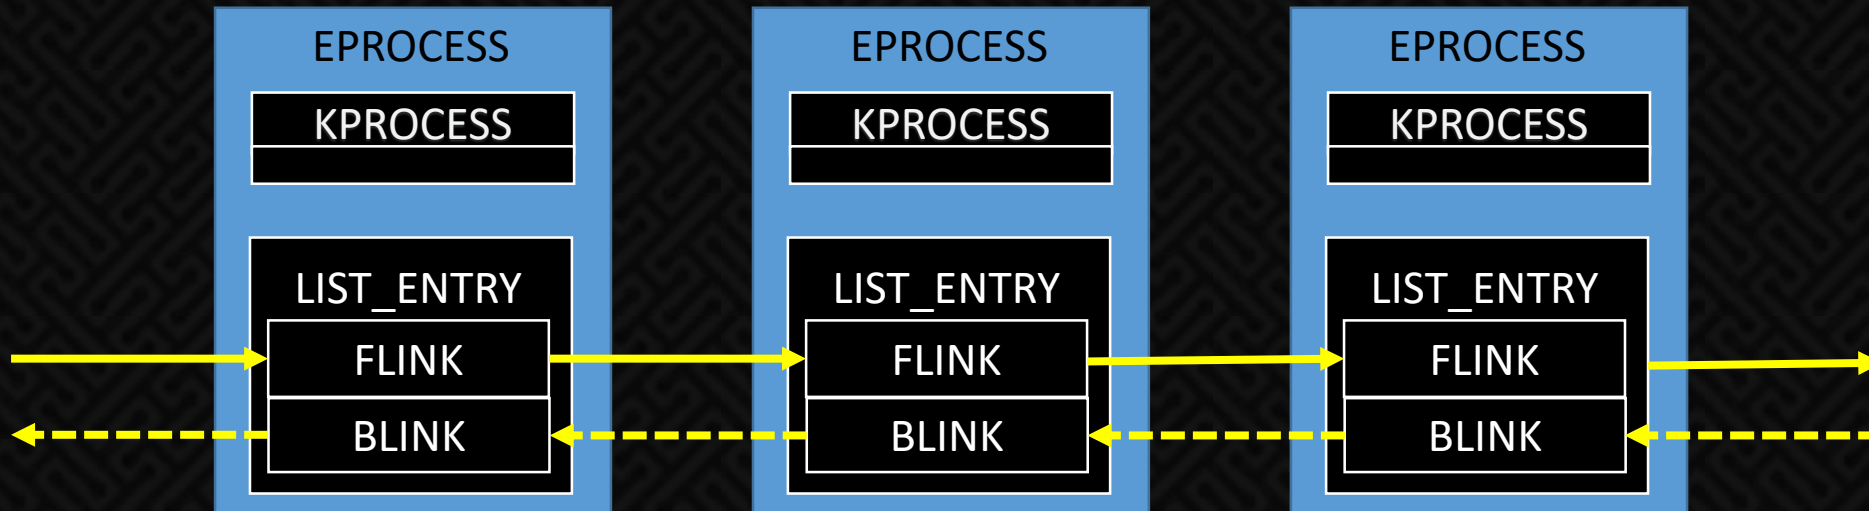 EPROCESS
KPROCESS
LIST_ENTRY
FLINK
BLINK
EPROCESS
KPROCESS
LIST_ENTRY
FLINK
BLINK
EPROCESS
KPROCESS
LIST_ENTRY
FLINK
BLINK